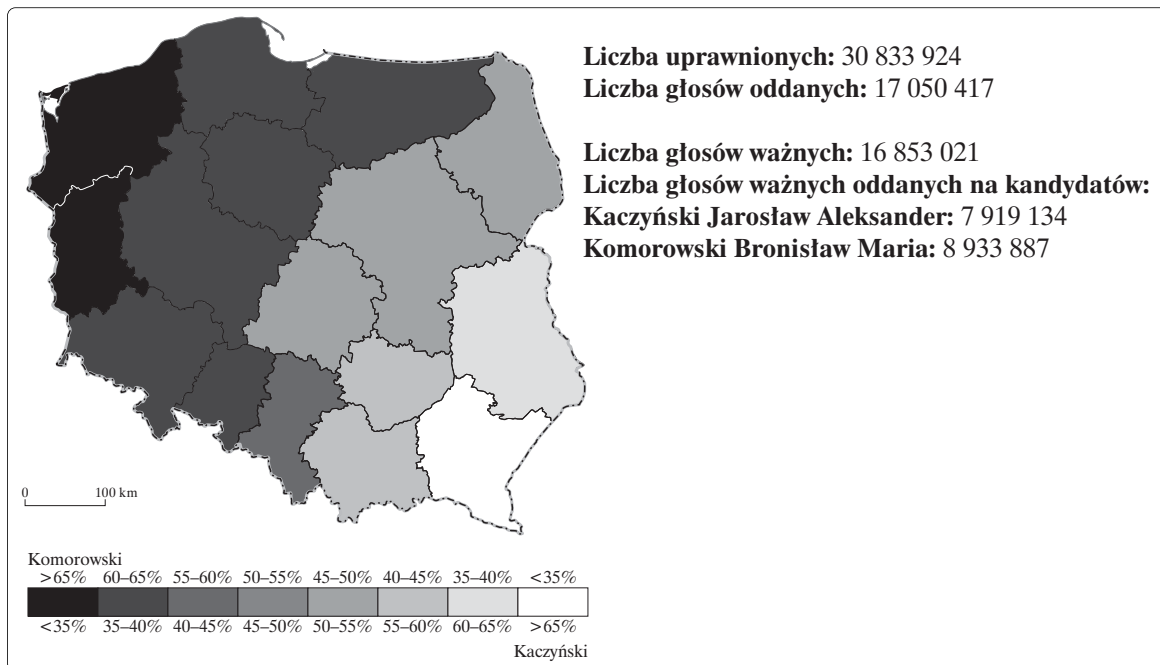 Liczba uprawnionych: 30 833 924
Liczba głosów oddanych: 17 050 417
Liczba głosów ważnych: 16 853 021
Liczba głosów ważnych oddanych na kandydatów:
Kaczyński Jarosław Aleksander: 7 919 134
Komorowski Bronisław Maria: 8 933 887
0 100 km
Komorowski
>65% 60–65% 55–60% 50–55% 45–50% 40–45% 35–40% <35%
<35% 35–40% 40–45% 45–50% 50–55% 55–60% 60–65% >65%
Kaczyński